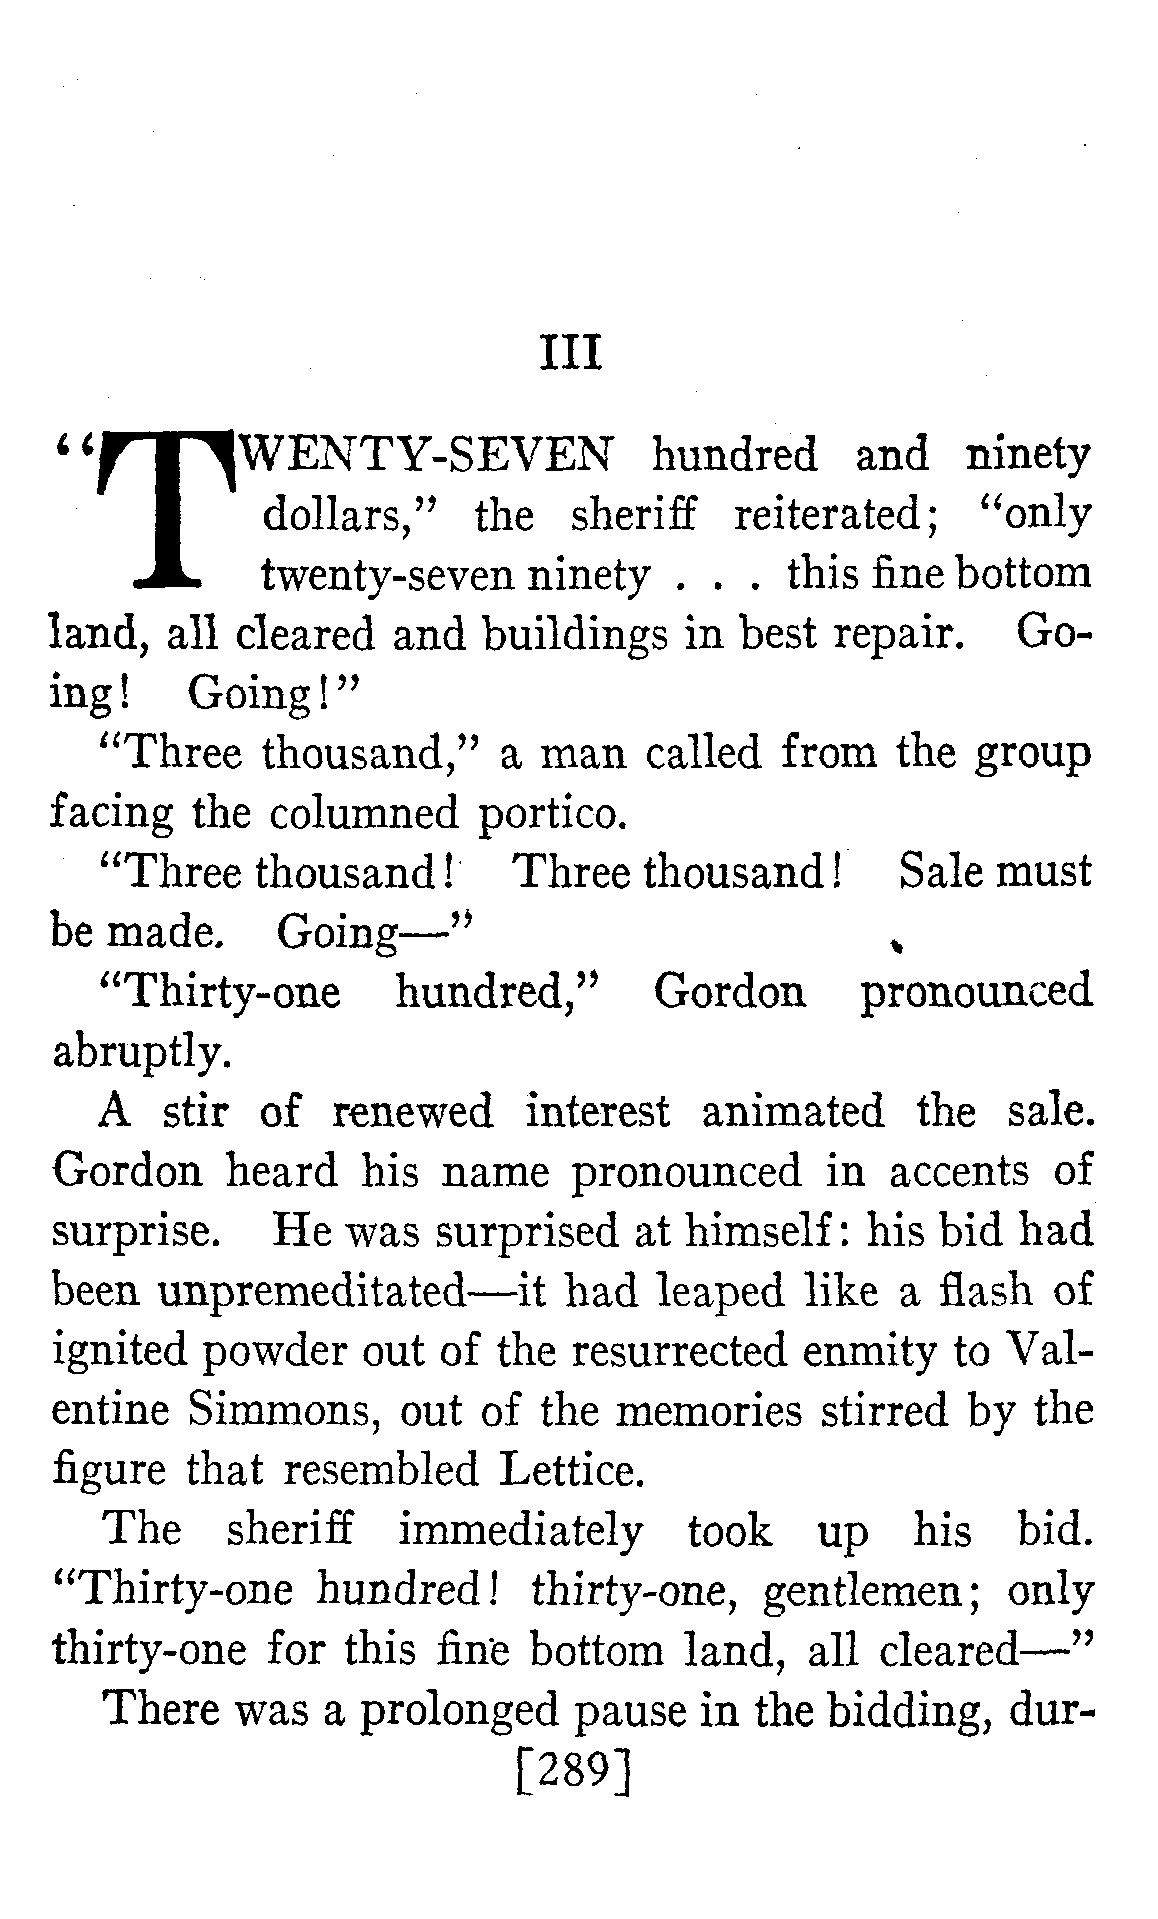 III
“TWENTY-SEVEN hundred and ninety
dollars,” the sheriff reiterated; “only
twenty-seven ninety . . . this fine bottom
land, all cleared and buildings in best repair. Go-
ing! Going!”
“Three thousand,” a man called from the group
facing the columned portico.
“Three thousand! Three thousand! Sale must
be made. Going—”
“Thirty-one hundred,” Gordon pronounced
abruptly.
A stir of renewed interest animated the sale.
Gordon heard his name pronounced in accents of
surprise. He was surprised at himself: his bid had
been unpremeditated—it had leaped like a flash of
ignited powder out of the resurrected enmity to Val-
entine Simmons, out of the memories stirred by the
figure that resembled Lettice.
The sheriff immediately took up his bid.
“Thirty-one hundred! thirty-one, gentlemen; only
thirty-one for this fine bottom land, all cleared—”
There was a prolonged pause in the bidding, dur-
[289]